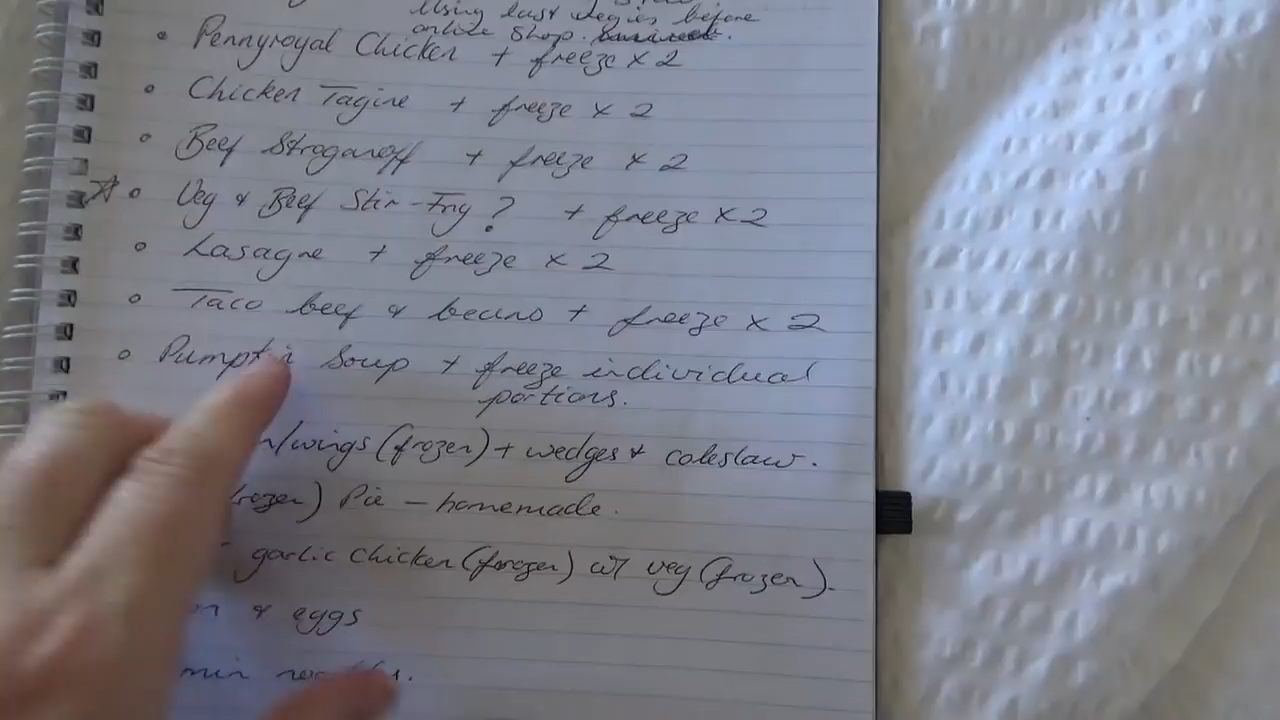 using last vegies before
online shop.
• Pennyroyal Chicken + freeze x 2
• Chicken Tagine + freeze x 2
• Beef Stroganoff + freeze x 2
☆ • Veg & Beef Stir-Fry? + freeze x 2
• Lasagne + freeze x 2
• Taco beef & beans + freeze x 2
• Pumpkin Soup + freeze individual
portions.
/wings (frozen) + wedges & coleslaw.
Pie - homemade.
garlic chicken (frozen) w/ veg (frozen).
& eggs
min